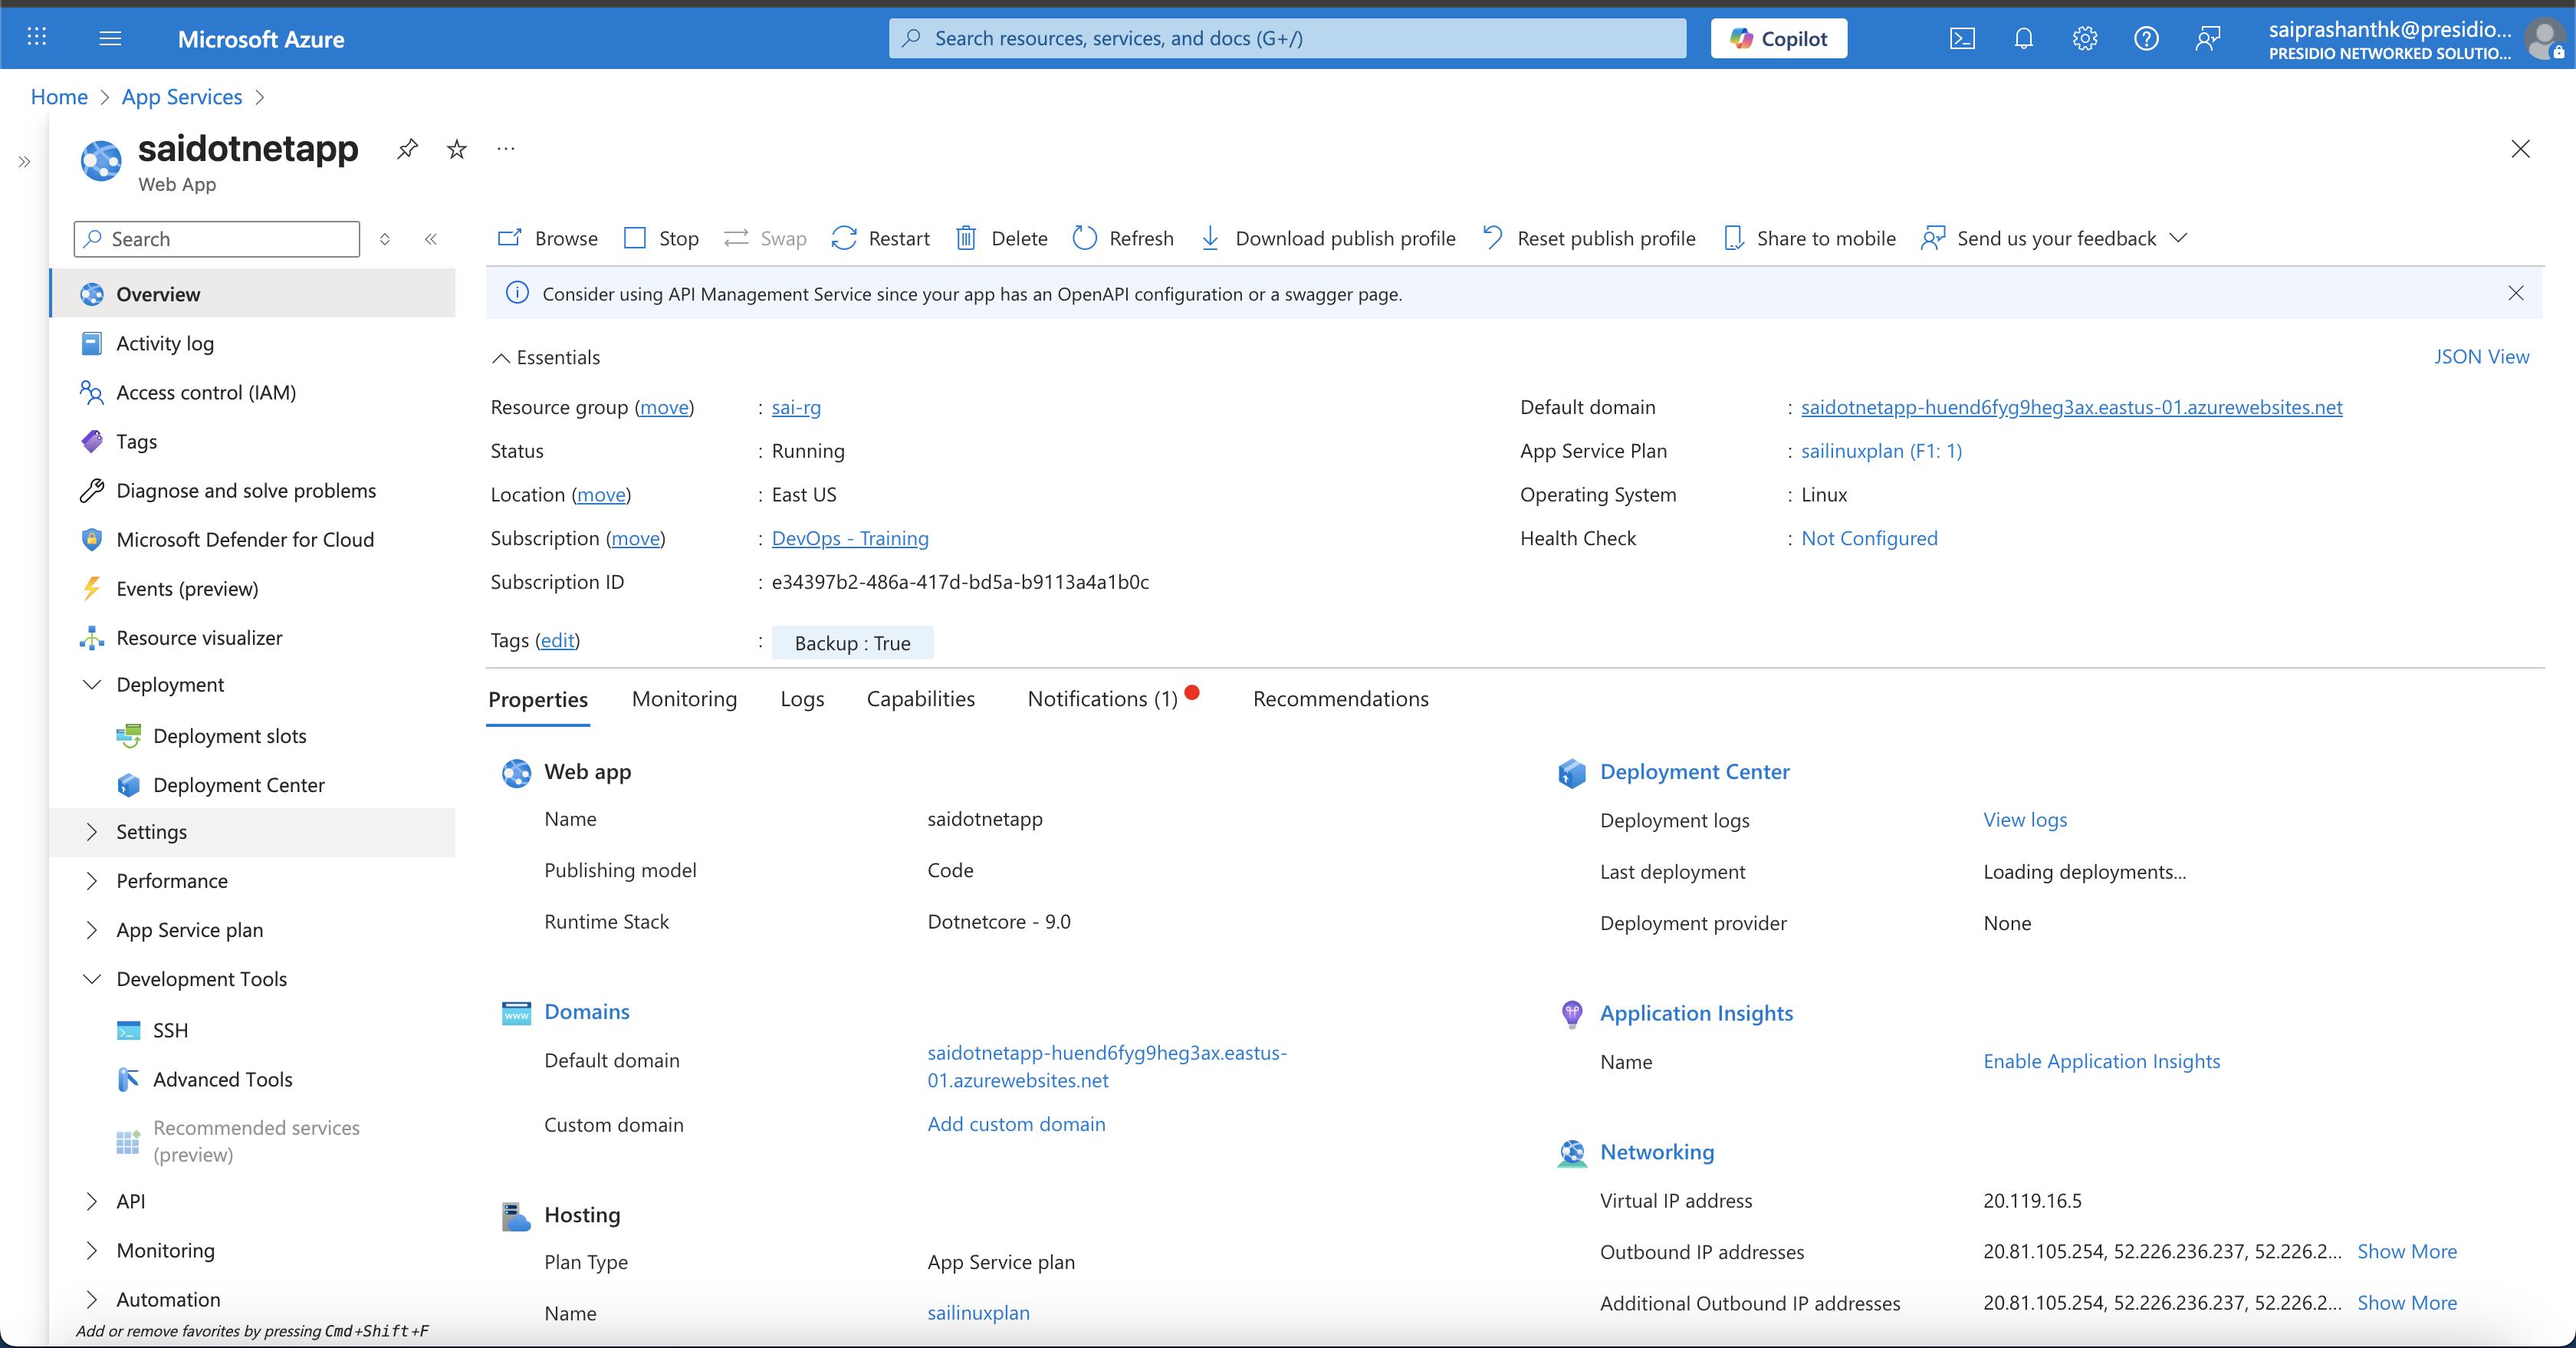 Microsoft Azure
Search resources, services, and docs (G+/)
Copilot
saiprashanthk@presidio...
PRESIDIO NETWORKED SOLUTIO...
Home > App Services >
saidotnetapp
Web App
Search
Overview
Activity log
Access control (IAM)
Tags
Diagnose and solve problems
Microsoft Defender for Cloud
Events (preview)
Resource visualizer
Deployment
Deployment slots
Deployment Center
Settings
Performance
App Service plan
Development Tools
SSH
Advanced Tools
Recommended services
(preview)
API
Monitoring
Automation
Add or remove favorites by pressing Cmd+Shift+F
Browse Stop Swap Restart Delete Refresh Download publish profile Reset publish profile Share to mobile Send us your feedback
Consider using API Management Service since your app has an OpenAPI configuration or a swagger page.
Essentials
JSON View
Resource group (move) : sai-rg
Status : Running
Location (move) : East US
Subscription (move) : DevOps - Training
Subscription ID : e34397b2-486a-417d-bd5a-b9113a4a1b0c
Tags (edit) : Backup : True
Default domain : saidotnetapp-huend6fyg9heg3ax.eastus-01.azurewebsites.net
App Service Plan : sailinuxplan (F1: 1)
Operating System : Linux
Health Check : Not Configured
Properties Monitoring Logs Capabilities Notifications (1) Recommendations
Web app
Name saidotnetapp
Publishing model Code
Runtime Stack Dotnetcore - 9.0
Domains
www
Default domain saidotnetapp-huend6fyg9heg3ax.eastus-
01.azurewebsites.net
Custom domain Add custom domain
Hosting
Plan Type App Service plan
Name sailinuxplan
Deployment Center
Deployment logs View logs
Last deployment Loading deployments...
Deployment provider None
Application Insights
Name Enable Application Insights
Networking
Virtual IP address 20.119.16.5
Outbound IP addresses 20.81.105.254, 52.226.236.237, 52.226.2... Show More
Additional Outbound IP addresses 20.81.105.254, 52.226.236.237, 52.226.2... Show More